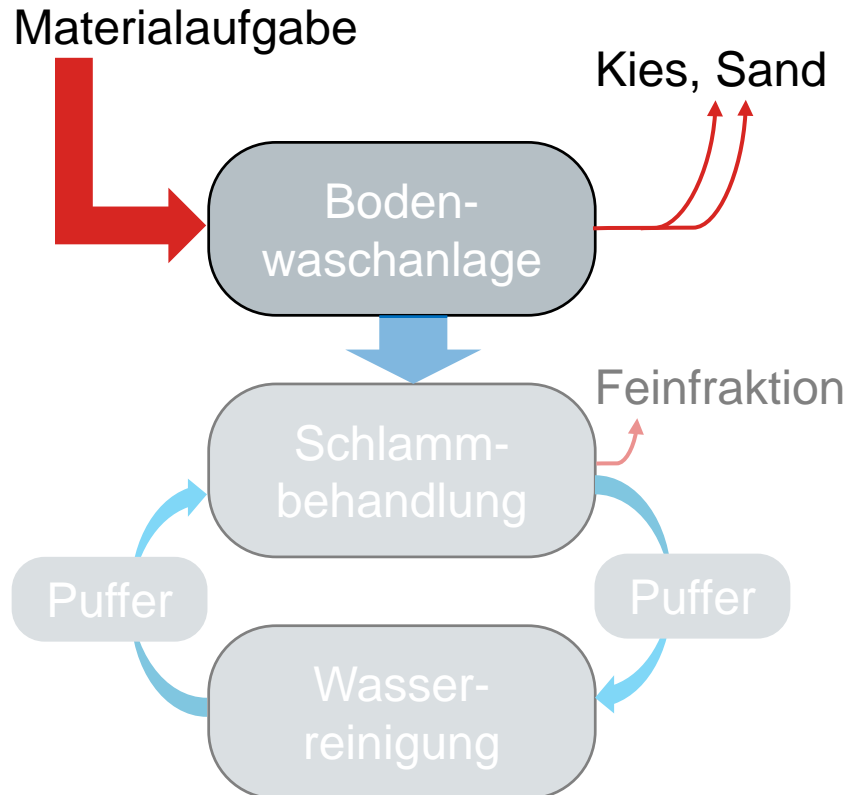 Materialaufgabe
Kies, Sand
Boden-
waschanlage
Feinfraktion
Schlamm-
behandlung
Puffer
Puffer
Wasser-
reinigung